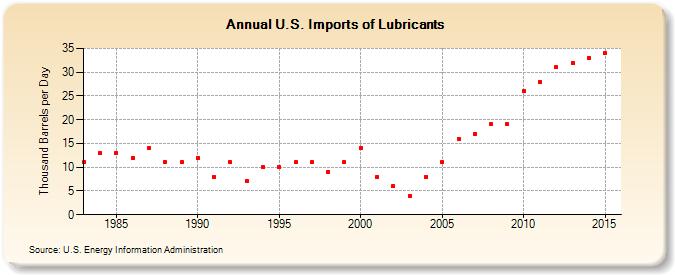 Annual U.S. Imports of Lubricants
Thousand Barrels per Day
35
30
25
20
15
10
5
0
1985 1990 1995 2000 2005 2010 2015
Source: U.S. Energy Information Administration